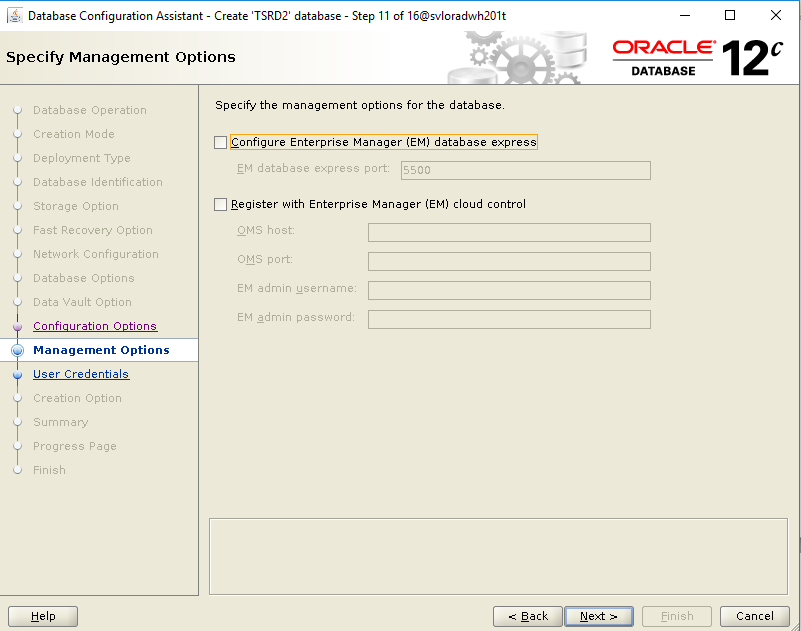 Database Configuration Assistant - Create 'TSRD2' database - Step 11 of 16@svloradwh201t
Specify Management Options
ORACLE®
DATABASE
12c
Database Operation
Creation Mode
Deployment Type
Database Identification
Storage Option
Fast Recovery Option
Network Configuration
Database Options
Data Vault Option
Configuration Options
Management Options
User Credentials
Creation Option
Summary
Progress Page
Finish
Specify the management options for the database.
Configure Enterprise Manager (EM) database express
EM database express port: 5500
Register with Enterprise Manager (EM) cloud control
OMS host:
OMS port:
EM admin username:
EM admin password:
Help
< Back
Next >
Finish
Cancel